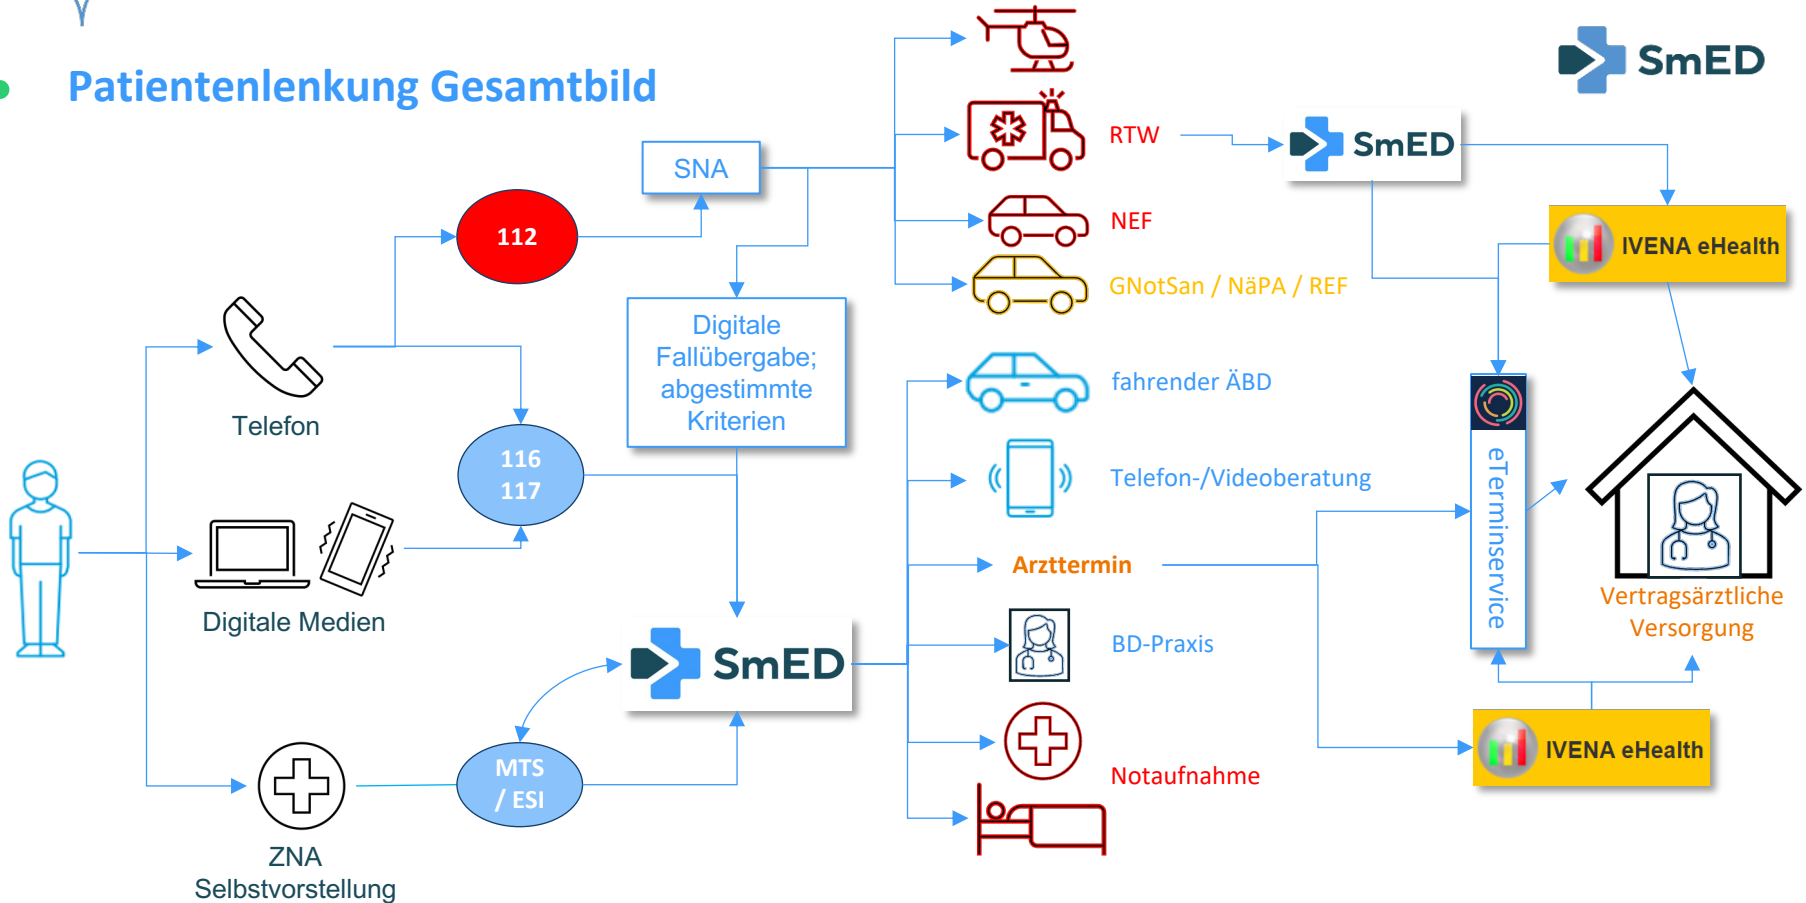 Patientenlenkung Gesamtbild
SmED
SNA
112
RTW
SmED
NEF
IVENA eHealth
GNotSan / NäPA / REF
Digitale
Fallübergabe;
abgestimmte
Kriterien
Telefon
fahrender ÄBD
116
117
Telefon-/Videoberatung
eTerminservice
Arzttermin
Digitale Medien
Vertragsärztliche
Versorgung
BD-Praxis
SmED
IVENA eHealth
MTS
/ ESI
Notaufnahme
ZNA
Selbstvorstellung